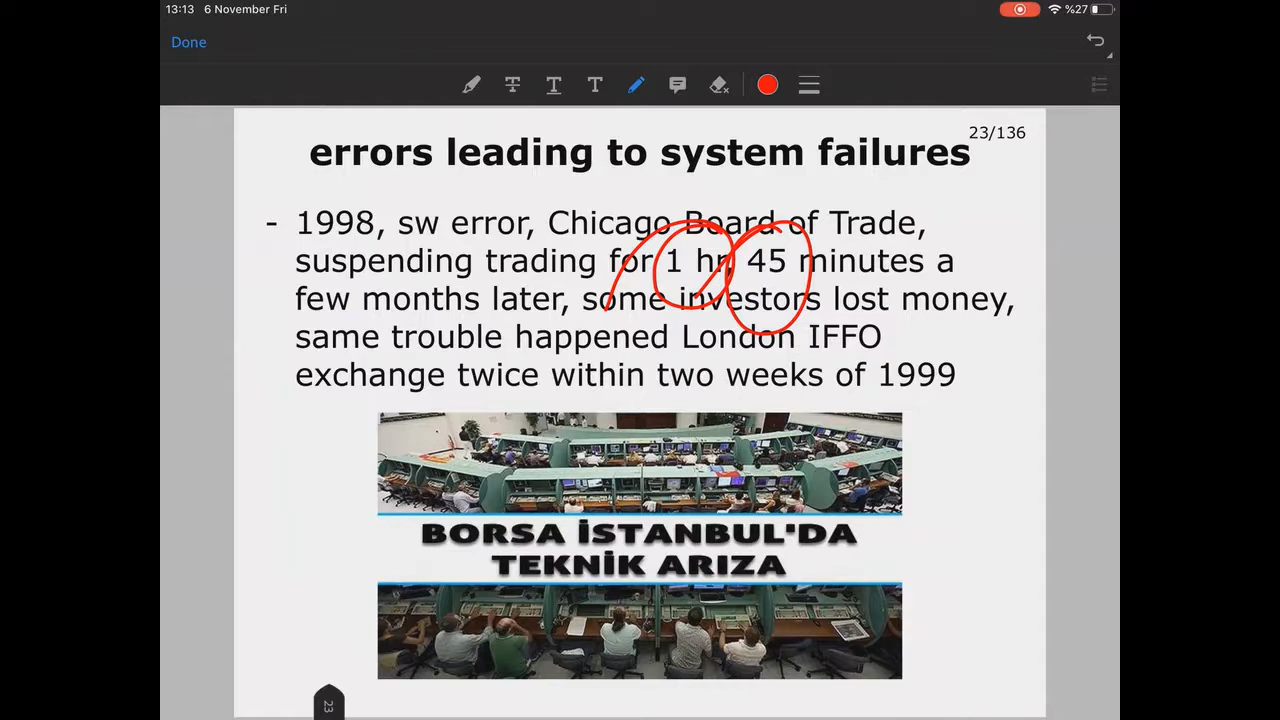 13:13 6 November Fri
%27
Done
23/136
errors leading to system failures
- 1998, sw error, Chicago Board of Trade,
suspending trading for 1 hr, 45 minutes a
few months later, some investors lost money,
same trouble happened London IFFO
exchange twice within two weeks of 1999
BORSA İSTANBUL'DA
TEKNİK ARIZA
23